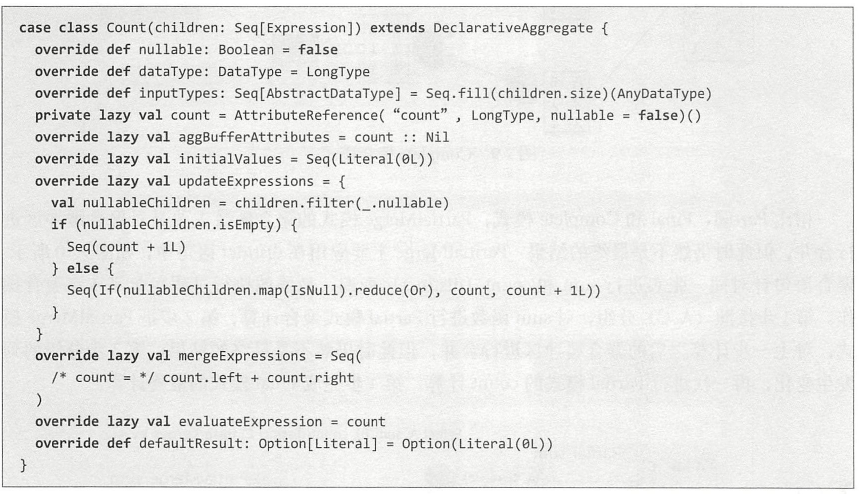 case class Count(children: Seq[Expression]) extends DeclarativeAggregate {
  override def nullable: Boolean = false
  override def dataType: DataType = LongType
  override def inputTypes: Seq[AbstractDataType] = Seq.fill(children.size)(AnyDataType)
  private lazy val count = AttributeReference( “count” , LongType, nullable = false)()
  override lazy val aggBufferAttributes = count :: Nil
  override lazy val initialValues = Seq(Literal(0L))
  override lazy val updateExpressions = {
    val nullableChildren = children.filter(_.nullable)
    if (nullableChildren.isEmpty) {
      Seq(count + 1L)
    } else {
      Seq(If(nullableChildren.map(IsNull).reduce(Or), count, count + 1L))
    }
  }
  override lazy val mergeExpressions = Seq(
    /* count = */ count.left + count.right
  )
  override lazy val evaluateExpression = count
  override def defaultResult: Option[Literal] = Option(Literal(0L))
}